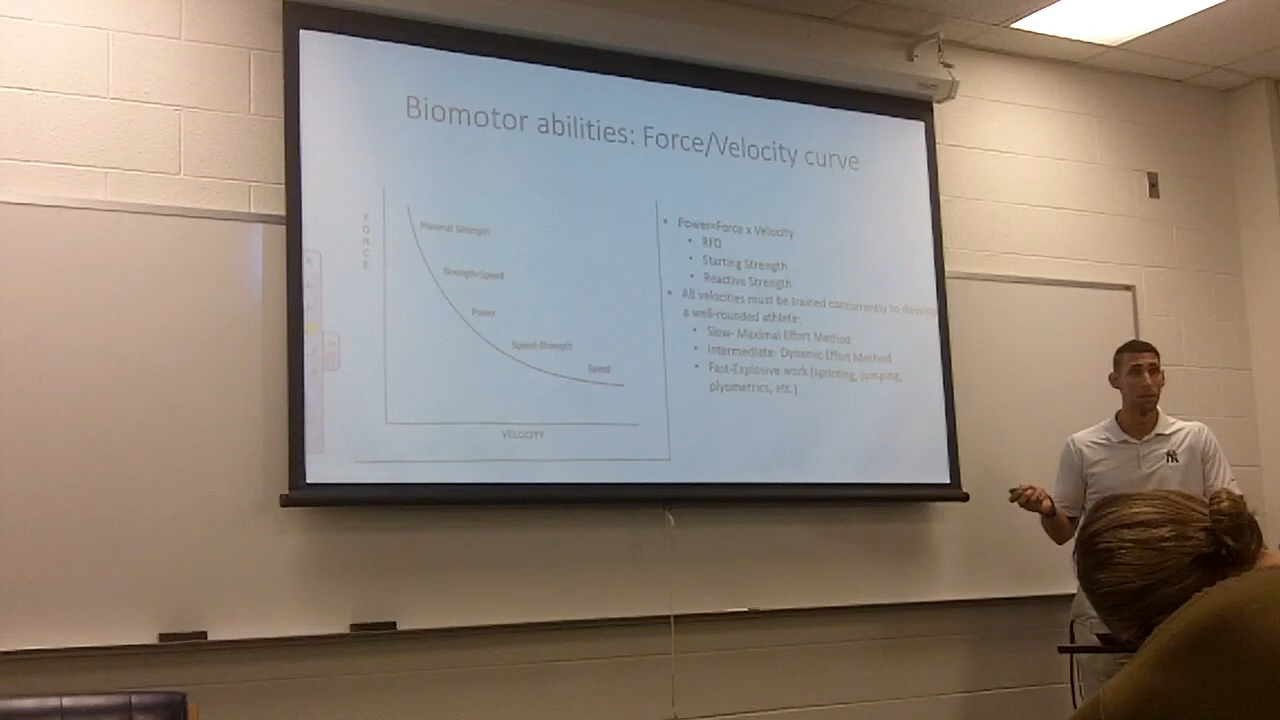 Biomotor abilities: Force/Velocity curve
FORCE
Maximal Strength
Strength-Speed
Power
Speed-Strength
Speed
VELOCITY
• Power=Force x Velocity
• RFD
• Starting Strength
• Reactive Strength
• All velocities must be trained concurrently to develop
a well-rounded athlete:
• Slow- Maximal Effort Method
• Intermediate- Dynamic Effort Method
• Fast-Explosive work (sprinting, jumping,
plyometrics, etc.)
NY